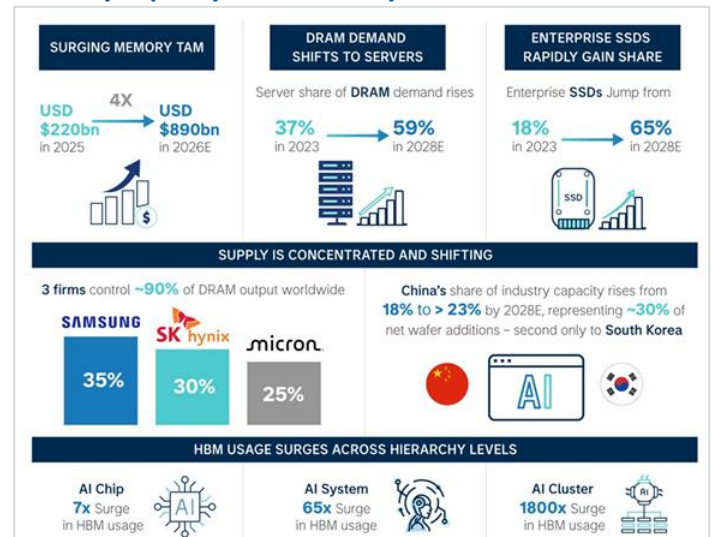 SURGING MEMORY TAM
4X
USD
$220bn
in 2025
USD
$890bn
in 2026E
$
DRAM DEMAND
SHIFTS TO SERVERS
Server share of DRAM demand rises
37%
in 2023
59%
in 2028E
ENTERPRISE SSDS
RAPIDLY GAIN SHARE
Enterprise SSDs Jump from
18%
in 2023
65%
in 2028E
SSD
SUPPLY IS CONCENTRATED AND SHIFTING
3 firms control ~90% of DRAM output worldwide
SAMSUNG
35%
SK hynix
30%
micron
25%
China's share of industry capacity rises from
18% to > 23% by 2028E, representing ~30% of
net wafer additions – second only to South Korea
AI
HBM USAGE SURGES ACROSS HIERARCHY LEVELS
AI Chip
7x Surge
in HBM usage
AI
AI System
65x Surge
in HBM usage
AI Cluster
1800x Surge
in HBM usage
AI